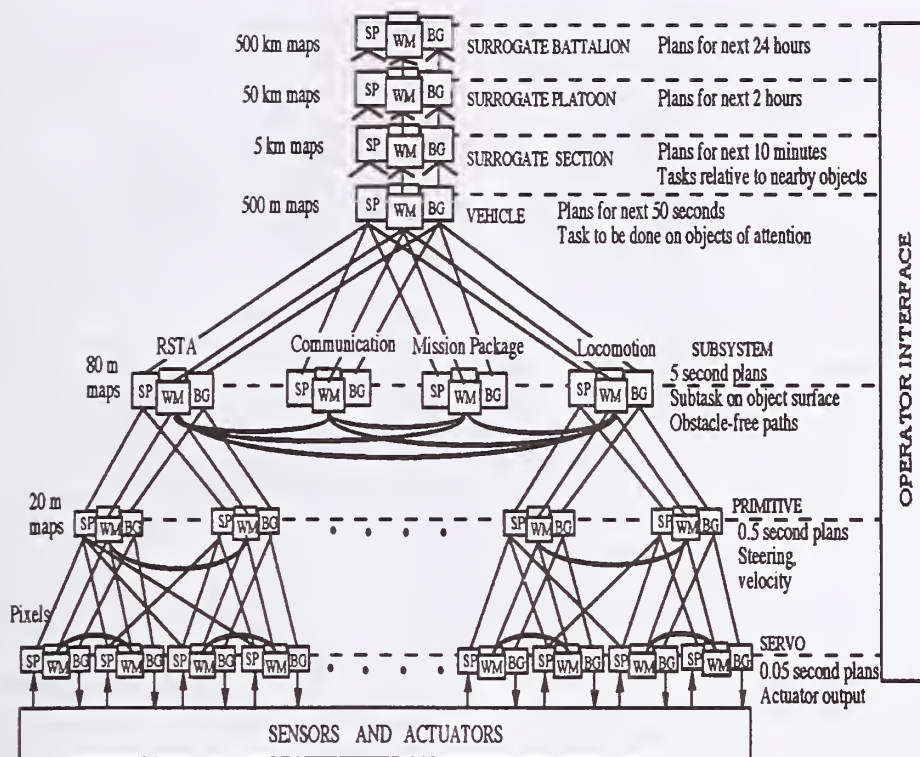 500 km maps SP WM BG SURROGATE BATTALION Plans for next 24 hours
50 km maps SP WM BG SURROGATE PLATOON Plans for next 2 hours
5 km maps SP WM BG SURROGATE SECTION Plans for next 10 minutes
Tasks relative to nearby objects
500 m maps SP WM BG VEHICLE Plans for next 50 seconds
Task to be done on objects of attention
OPERATOR INTERFACE
RSTA Communication Mission Package Locomotion SUBSYSTEM
80 m maps
SP WM BG SP WM BG SP WM BG SP WM BG
5 second plans
Subtask on object surface
Obstacle-free paths
20 m maps
SP WM BG SP WM BG SP WM BG SP WM BG
PRIMITIVE
0.5 second plans
Steering,
velocity
Pixels
SP WM BG SP WM BG SP WM BG SP WM BG SP WM BG SP WM BG SP WM BG SP WM BG
SERVO
0.05 second plans
Actuator output
SENSORS AND ACTUATORS